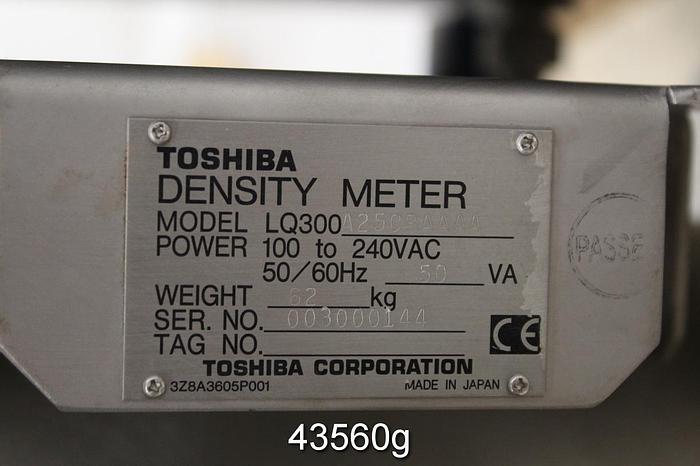 TOSHIBA
DENSITY METER
MODEL LQ300
POWER 100 to 240VAC
50/60Hz 50 VA
WEIGHT 62 kg
SER. NO. 003000144
TAG NO.
CE
TOSHIBA CORPORATION
3Z8A3605P001 MADE IN JAPAN
PASSE
43560g